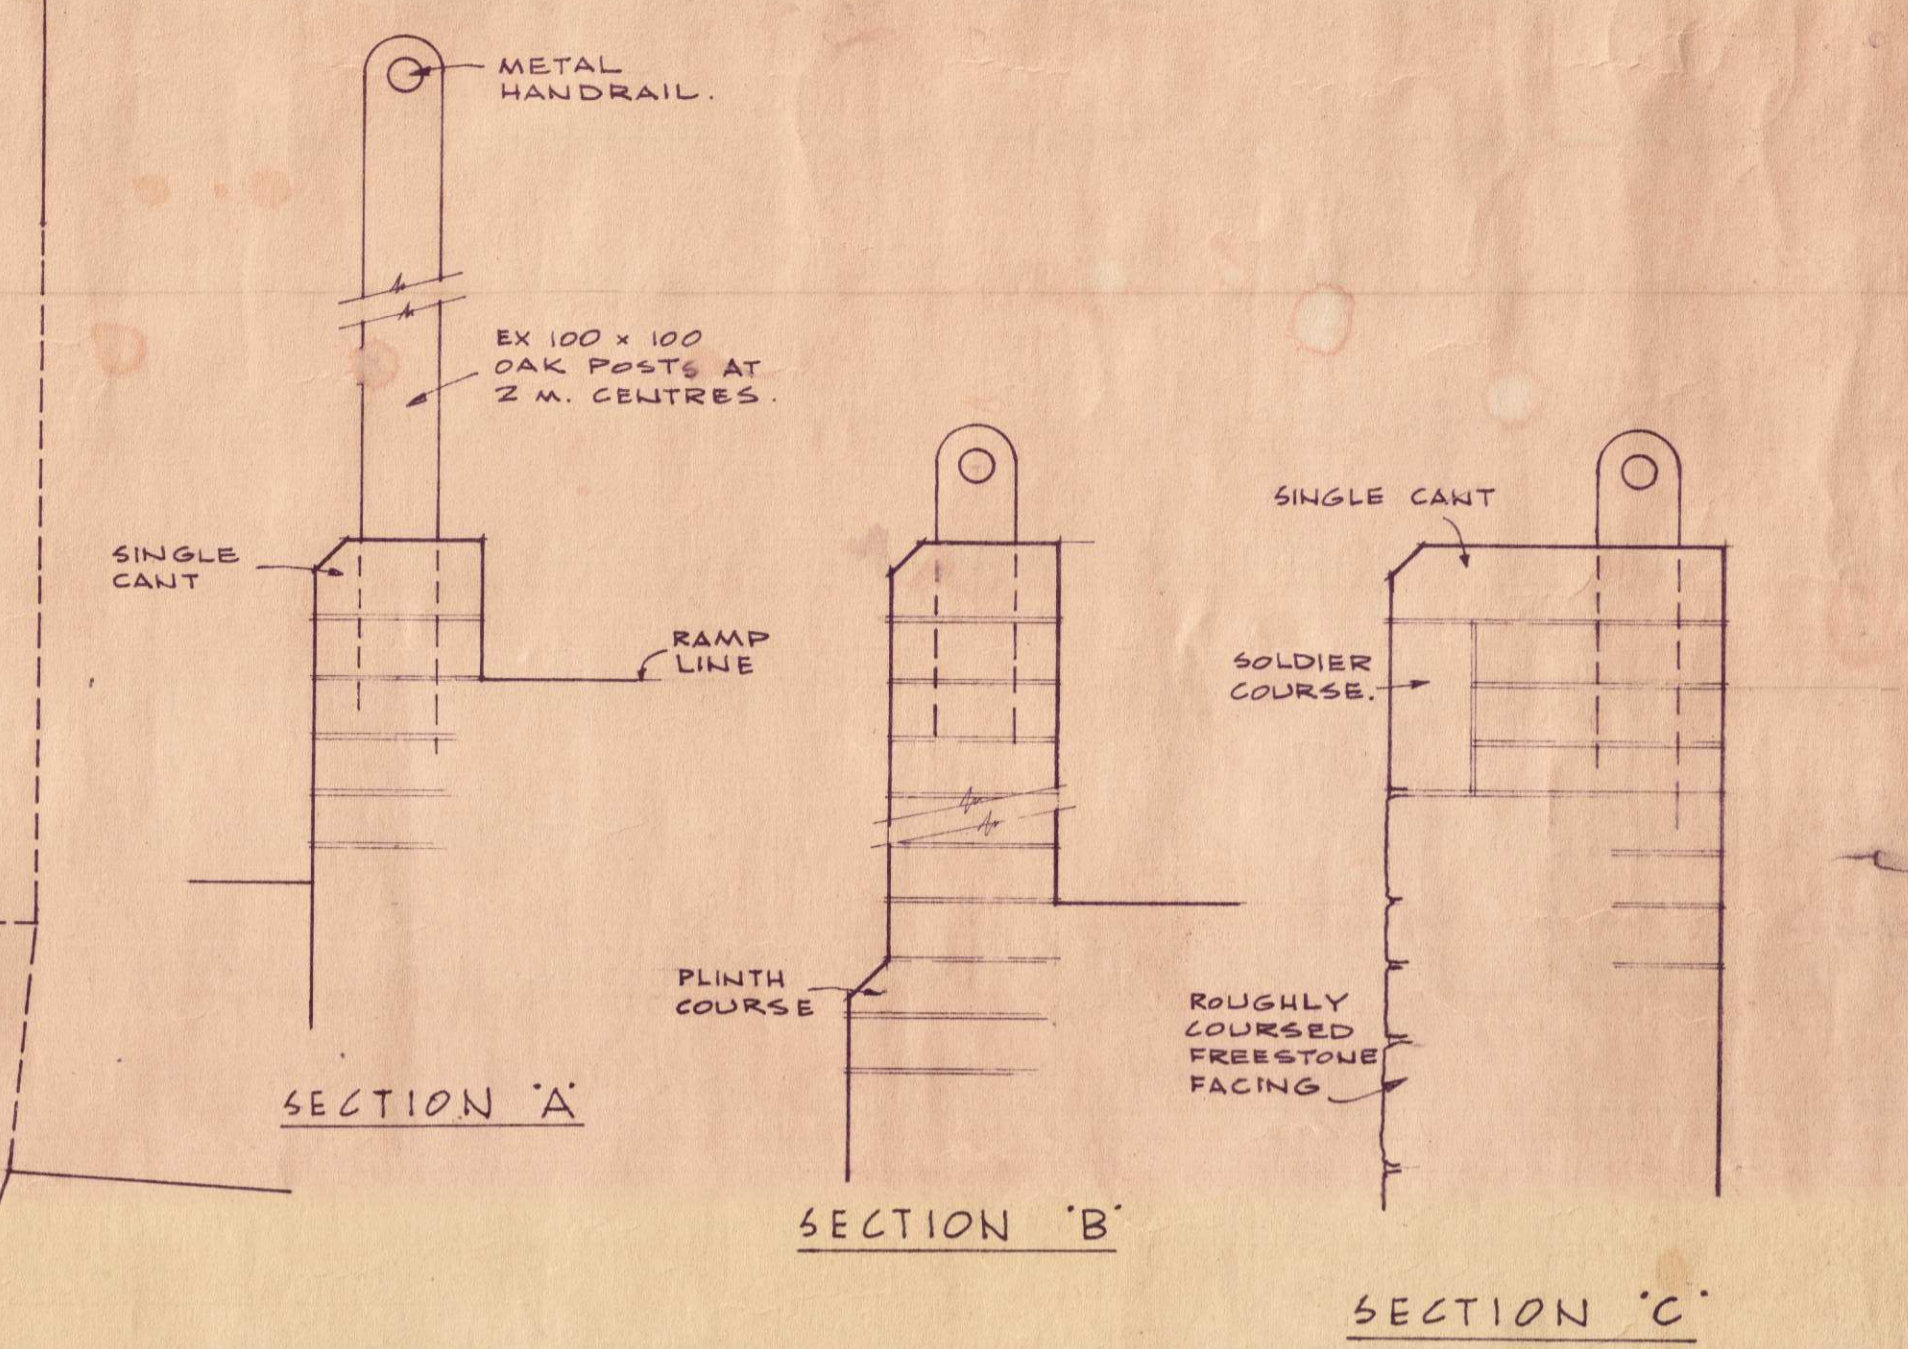 METAL
HANDRAIL.
EX 100 x 100
OAK POSTS AT
2 M. CENTRES.
SINGLE
CANT
RAMP
LINE
SECTION 'A'
PLINTH
COURSE
SECTION 'B'
SINGLE CANT
SOLDIER
COURSE.
ROUGHLY
COURSED
FREESTONE
FACING
SECTION 'C'